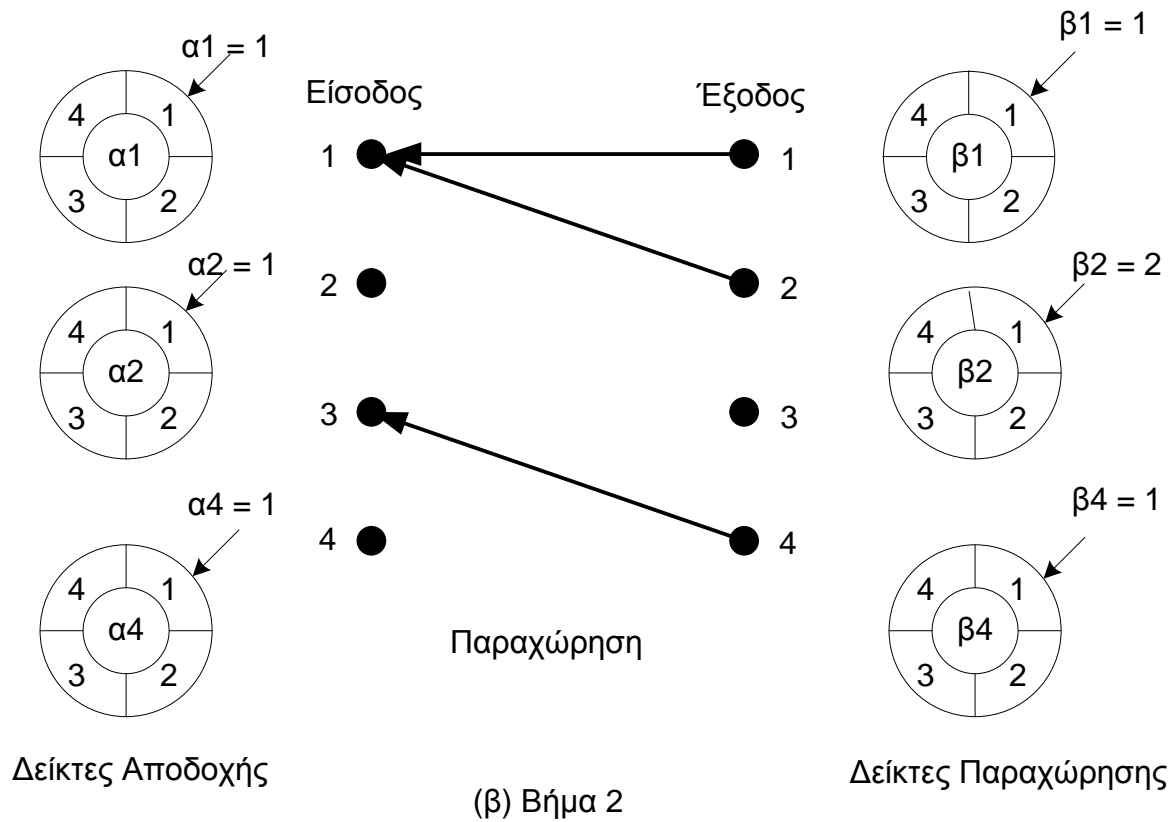 α1 = 1
β1 = 1
Είσοδος
Έξοδος
4 1
α1
3 2
1
1
4 1
β1
3 2
α2 = 1
β2 = 2
2
2
4 1
α2
3 2
4 1
β2
3 2
3
3
α4 = 1
β4 = 1
4
4
4 1
α4
3 2
4 1
β4
3 2
Παραχώρηση
Δείκτες Αποδοχής
Δείκτες Παραχώρησης
(β) Βήμα 2